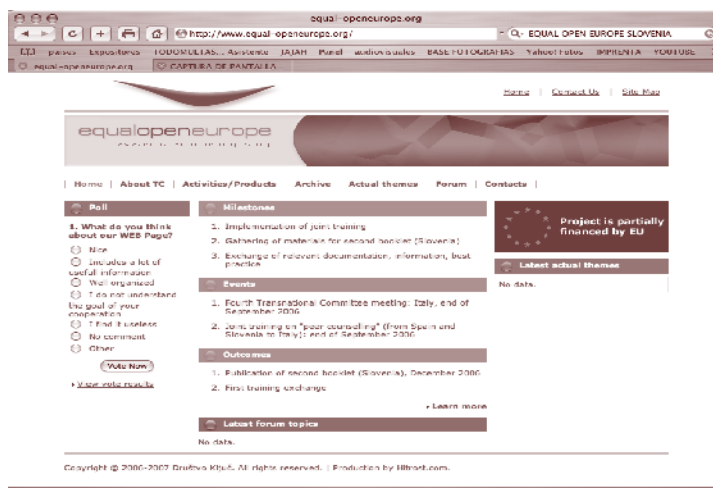 equal-openeurope.org
http://www.equal-openeurope.org/
EQUAL OPEN EUROPE SLOVENIA
paises Expositores TODOMULTAS... Asistente JAJAH Panel audiovisuales BASE FOTOGRAFIAS Yahoo! Fotos IMPRENTA YOUTUBE
equal-openeurope.org CAPTURA DE PANTALLA...
Home | Contact Us | Site Map
equalopeneurope
| Home | About TC | Activities/Products Archive Actual themes Forum | Contacts |
Poll
1. What do you think
about our WEB Page?
Nice
Includes a lot of
usefull information
Well organized
I do not understand
the goal of your
cooperation
I find it useless
No comment
Other
Vote Now
View vote results
Milestones
1. Implementation of joint training
2. Gathering of materials for second booklet (Slovenia)
3. Exchange of relevant documentation, information, best
practice
Events
1. Fourth Transnational Committee meeting: Italy, end of
September 2006
2. Joint training on "peer counselling" (from Spain and
Slovenia to Italy): end of September 2006
Outcomes
1. Publication of second booklet (Slovenia), December 2006
2. First training exchange
Learn more
Latest forum topics
No data.
Project is partially
financed by EU
Latest actual themes
No data.
Copyright © 2006-2007 Društvo Ključ. All rights reserved. | Production by Hitrost.com.